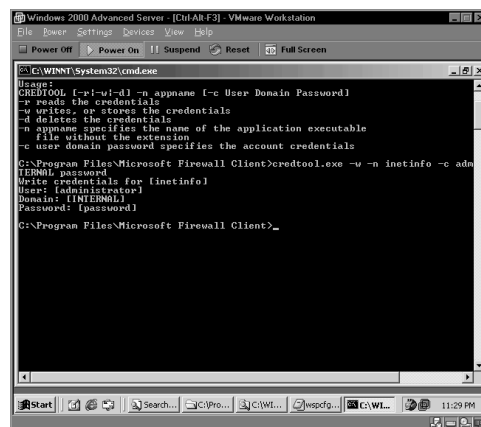 Windows 2000 Advanced Server - [Ctrl-Alt-F3] - VMware Workstation
File Power Settings Devices View Help
Power Off Power On Suspend Reset Full Screen
C:\WINNT\System32\cmd.exe
Usage:
CREDTOOL [-r|-w|-d] -n appname [-c User Domain Password]
-r reads the credentials
-w writes, or stores the credentials
-d deletes the credentials
-n appname specifies the name of the application executable
file without the extension
-c user domain password specifies the account credentials
C:\Program Files\Microsoft Firewall Client>credtool.exe -w -n inetinfo -c adm
TERNAL password
Write credentials for [inetinfo]
User: [administrator]
Domain: [INTERNAL]
Password: [password]
C:\Program Files\Microsoft Firewall Client>_
Start Search... C:\Pro... C:\WI... wspcfg... C:\WI... 11:29 PM